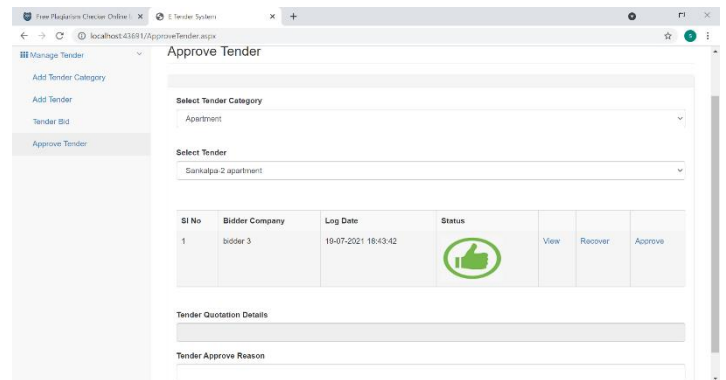 Free Plagiarism Checker Online |
E Tender System
localhost:43691/ApproveTender.aspx
S
Manage Tender
Add Tender Category
Add Tender
Tender Bid
Approve Tender
Approve Tender
Select Tender Category
Apartment
Select Tender
Sankalpa-2 apartment
Sl No Bidder Company Log Date Status
1 bidder 3 19-07-2021 18:43:42 View Recover Approve
Tender Quotation Details
Tender Approve Reason